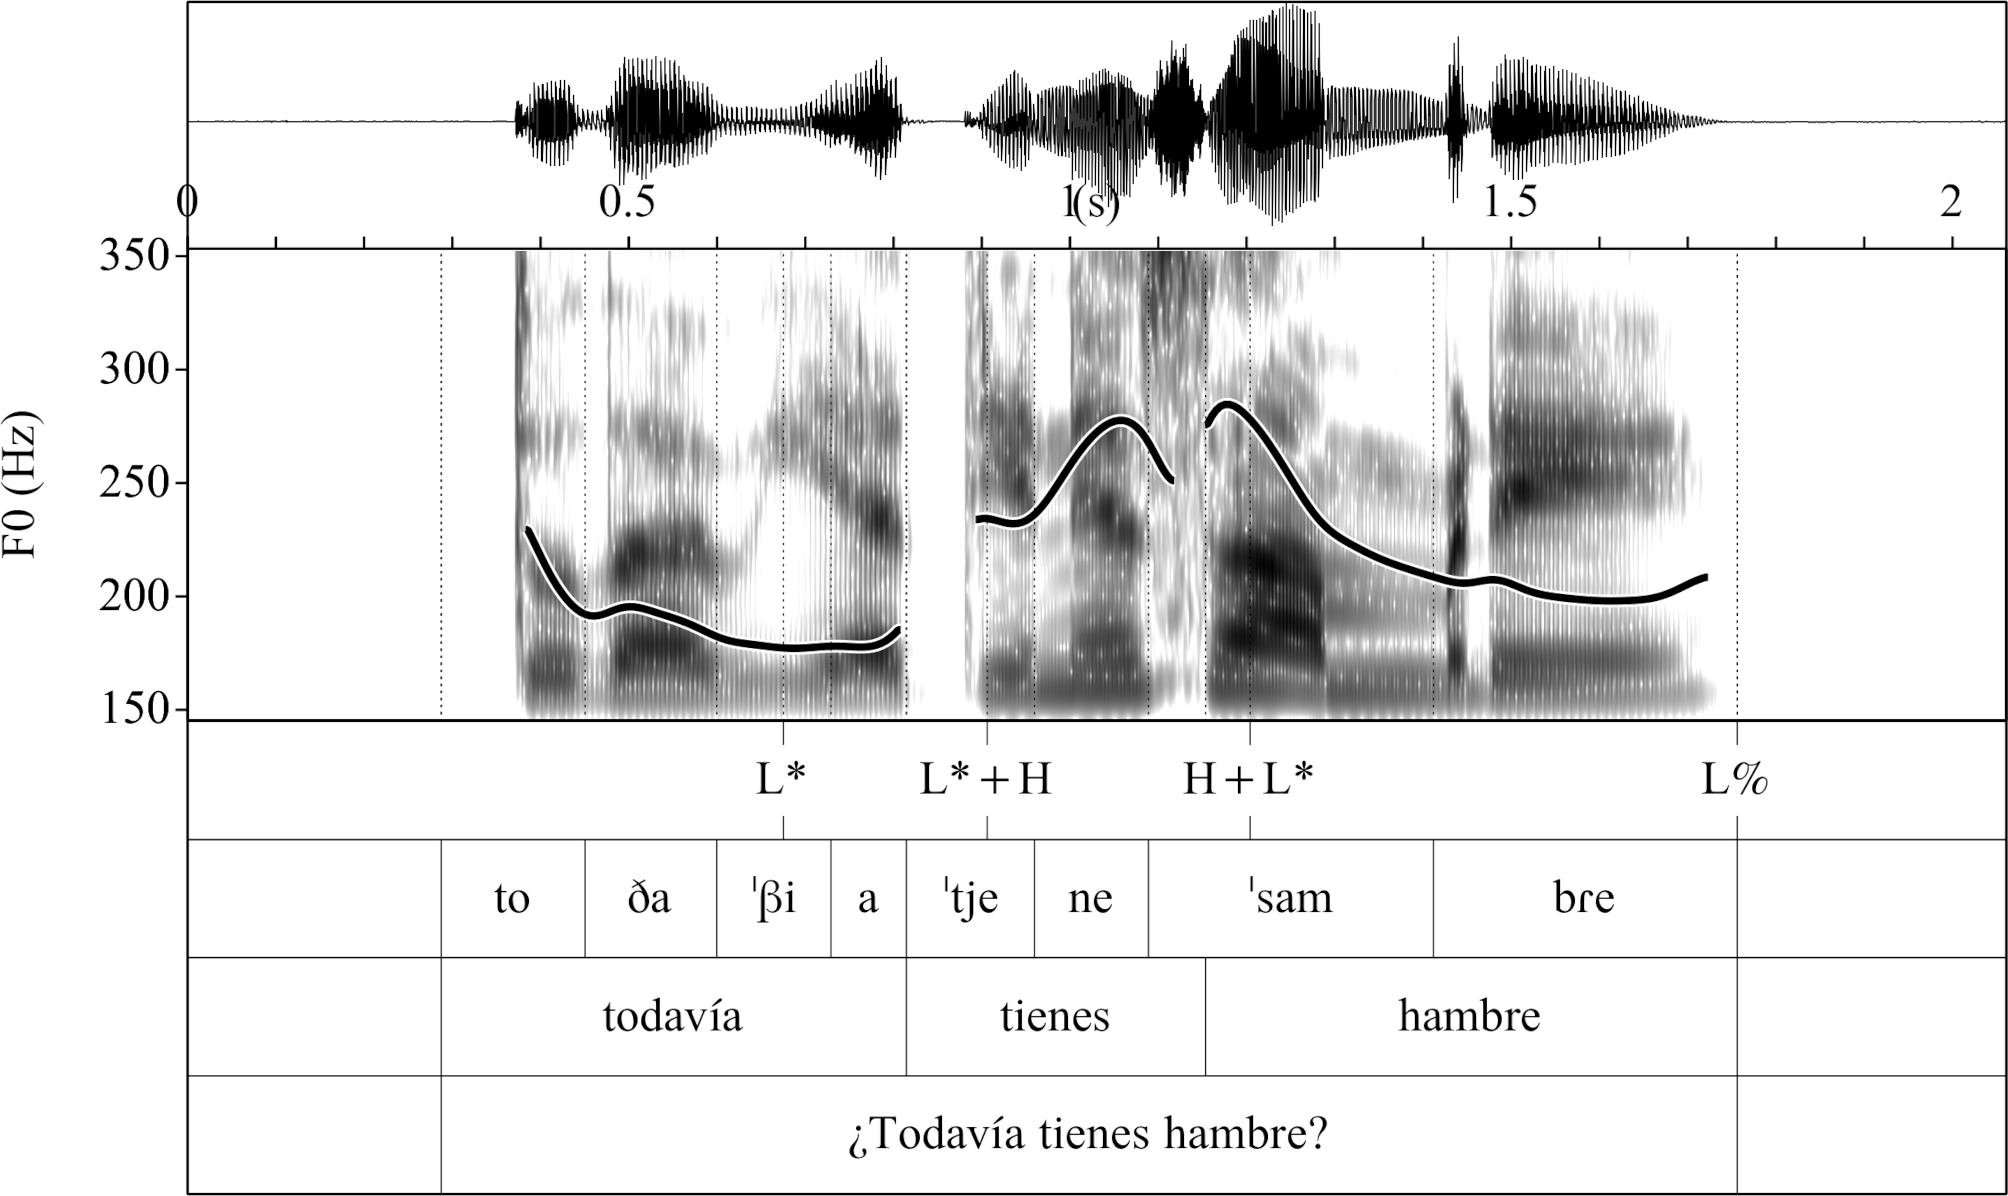 0 0.5 1(s) 1.5 2
350
300
250
200
150
F0 (Hz)
L* L*+H H+L* L%
to ða ˈβi a ˈtje ne ˈsam bɾe
todavía tienes hambre
¿Todavía tienes hambre?